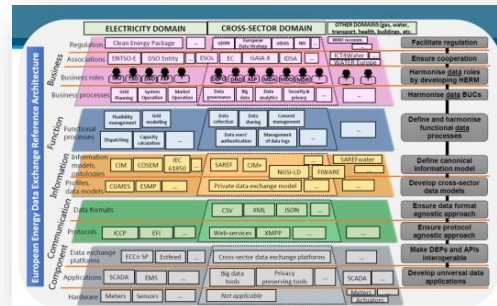 European Energy Data Exchange Reference Architecture
ELECTRICITY DOMAIN
CROSS-SECTOR DOMAIN
OTHER DOMAINS (gas, water, transport, health, buildings, etc.
Business
Regulation
Clean Energy Package
...
GDPR
European Data Strategy
eIDAS
NIS
...
...
Facilitate regulation
Associations
ENTSO-E
DSO Entity
...
ESOs
EC
GAIA-X
IDSA
...
ICT4Water
WATER Europe
Ensure cooperation
Business roles
Harmonise data roles by developing HERM
Business processes
Grid Planning
System Operation
Market Operation
...
Data governance
Big data
Data analytics
Security & privacy
...
...
Harmonise data BUCs
Function
Functional processes
Flexibility management
Grid modelling
Dispatching
Capacity calculation
...
Data collection
Data sharing
Consent management
Data users' authentication
Management of data logs
...
...
Define and harmonise functional data processes
Information
Information models, ontologies
CIM
COSEM
IEC 61850
...
SAREF
CIM+
NGSI-LD
FIWARE
...
SAREFwater
...
Define canonical information model
Profiles, data models
CGMES
ESMP
...
Private data exchange model
...
...
Develop cross-sector data models
Communication
Data formats
CSV
XML
JSON
...
Ensure data format agnostic approach
Protocols
ICCP
EFI
...
Web-services
XMPP
...
...
Ensure protocol agnostic approach
Component
Data exchange platforms
ECCo SP
Estfeed
...
Cross-sector data exchange platforms
...
Make DEPs and APIs interoperable
Applications
SCADA
EMS
...
Big data tools
Privacy preserving tools
...
SCADA
...
Develop universal data applications
Hardware
Meters
Sensors
...
Not applicable
Meters
Actuators
...